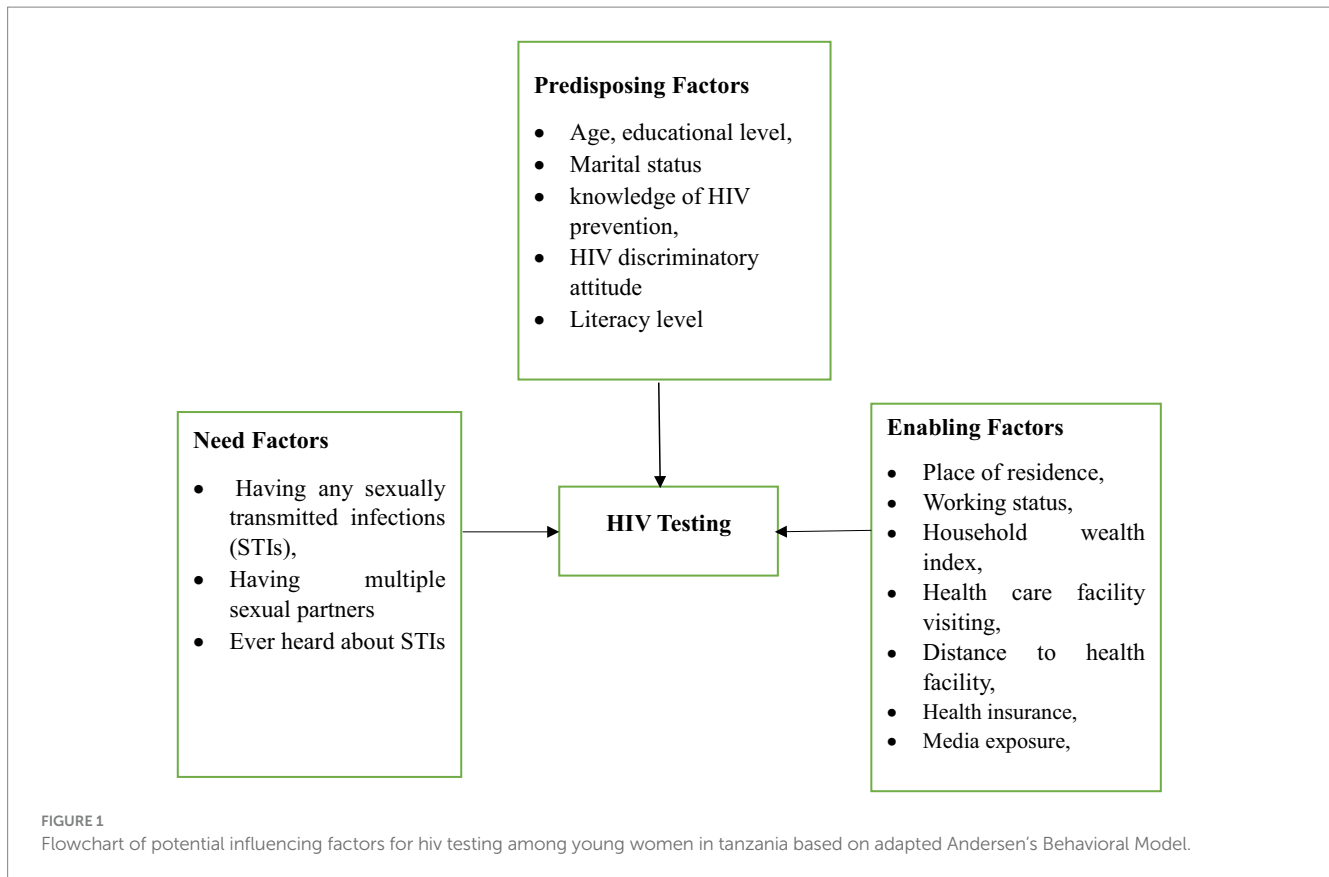 Predisposing Factors
• Age, educational level,
• Marital status
• knowledge of HIV
prevention,
• HIV discriminatory
attitude
• Literacy level
Need Factors
• Having any sexually
transmitted infections
(STIs),
• Having multiple
sexual partners
• Ever heard about STIs
HIV Testing
Enabling Factors
• Place of residence,
• Working status,
• Household wealth
index,
• Health care facility
visiting,
• Distance to health
facility,
• Health insurance,
• Media exposure,
FIGURE 1
Flowchart of potential influencing factors for hiv testing among young women in tanzania based on adapted Andersen's Behavioral Model.